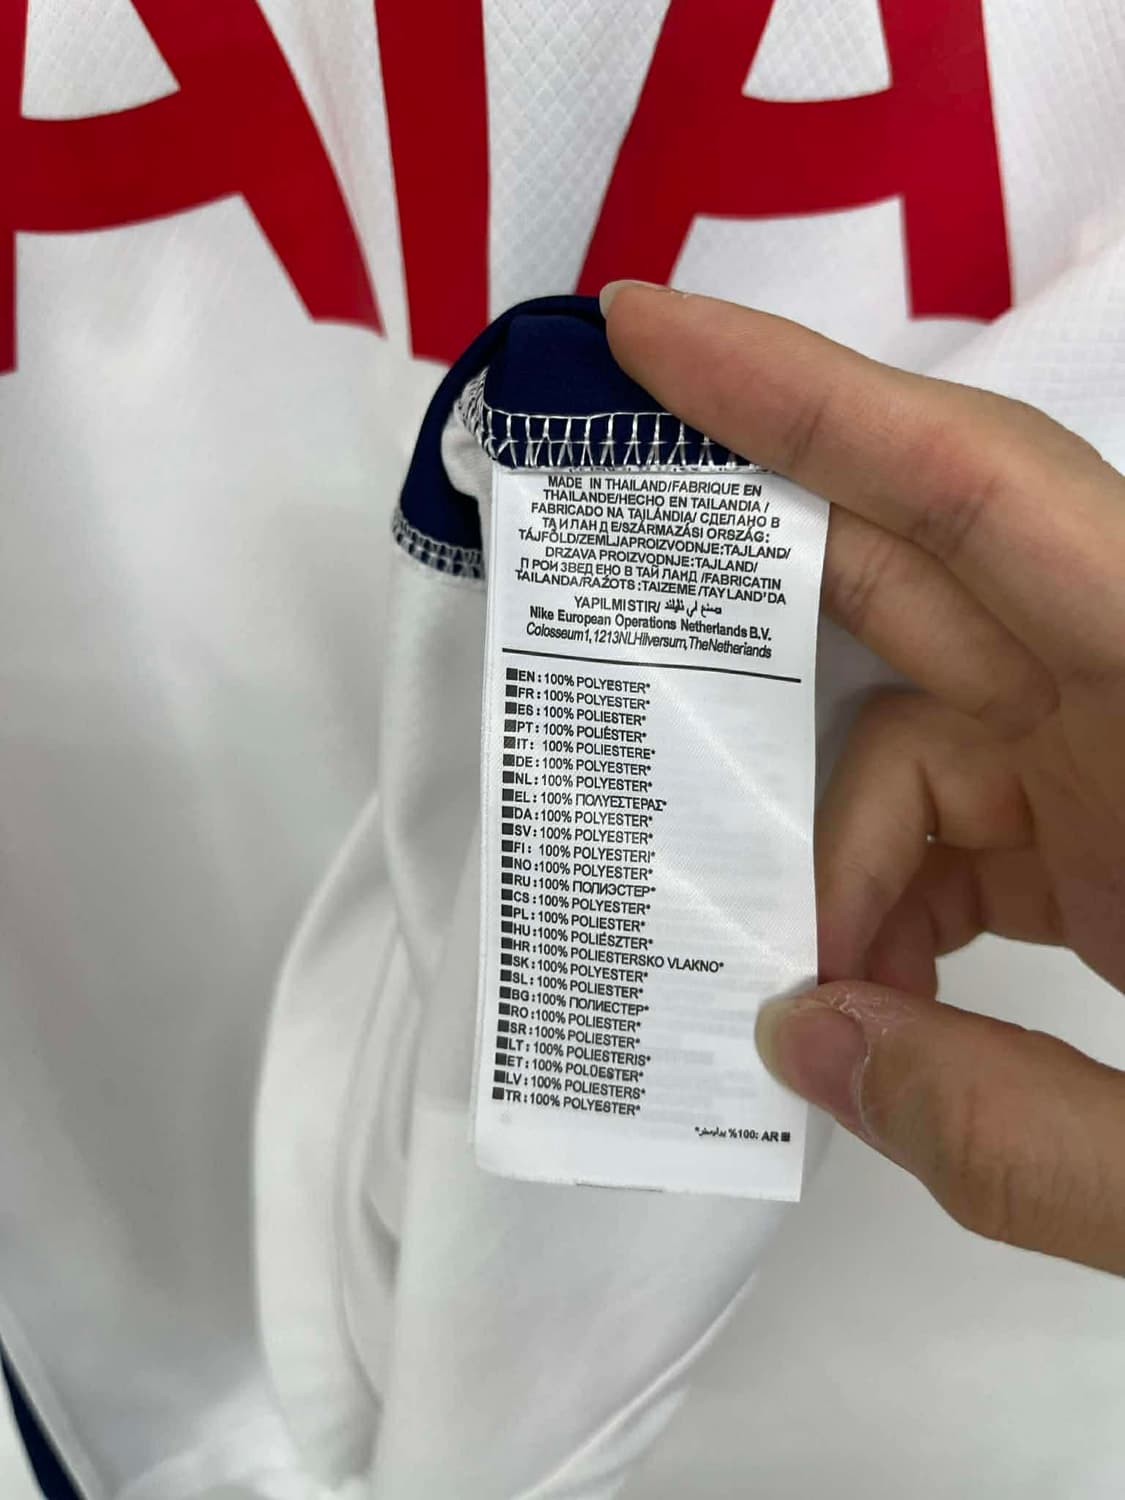 AIA
MADE IN THAILAND/FABRIQUE EN
THAILANDE/HECHO EN TAILANDIA /
FABRICADO NA TAJLÂNDIA/ СДЕЛАНО В
ТАИЛАНДЕ/SZÁRMAZÁSI ORSZÁG:
TÁJFÖLD/ZEMLJAPROIZVODNJE:TAJLAND/
DRZAVA PROIZVODNJE:TAJLAND/
ПРОИЗВЕДЕНО В ТАЙЛАНД /FABRICATIN
TAILANDA/RAŽOTS :TAIZEME /TAYLAND'DA
YAPILMISTIR/ صنع في
Nike European Operations Netherlands B.V.
Colosseum1, 1213NLHilversum, TheNetherlands
EN : 100% POLYESTER*
FR : 100% POLYESTER*
ES : 100% POLIESTER*
PT : 100% POLIÉSTER*
IT : 100% POLIESTERE*
DE : 100% POLYESTER*
NL : 100% POLYESTER*
EL : 100% ΠΟΛΥΕΣΤΕΡΑΣ*
DA : 100% POLYESTER*
SV : 100% POLYESTER*
FI : 100% POLYESTERI*
NO :100% POLYESTER*
RU :100% ПОЛИЭСТЕР*
CS : 100% POLYESTER*
PL : 100% POLIESTER*
HU :100% POLIÉSZTER*
HR : 100% POLIESTERSKO VLAKNO*
SK : 100% POLYESTER*
SL : 100% POLIESTER*
BG :100% ПОЛИЕСТЕР*
RO :100% POLIESTER*
SR :100% POLIESTER*
LT : 100% POLIESTERIS*
ET : 100% POLÜESTER*
LV : 100% POLIESTERS*
TR : 100% POLYESTER*
%100: AR